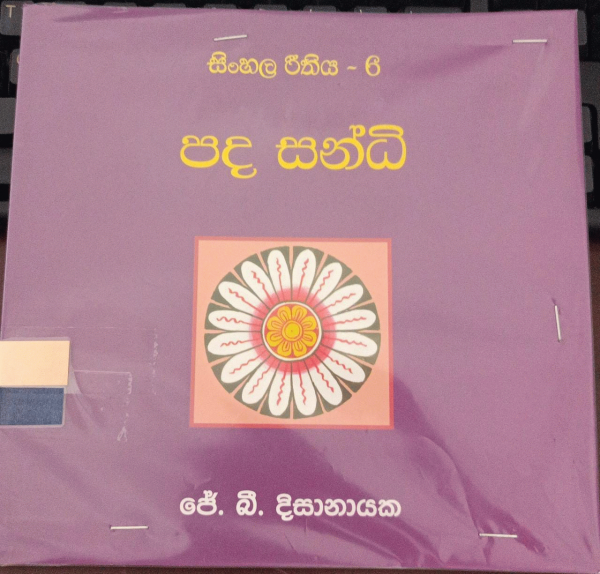 සිංහල රීතිය - 6
පද සන්ධි
ජේ. බී. දිසානායක